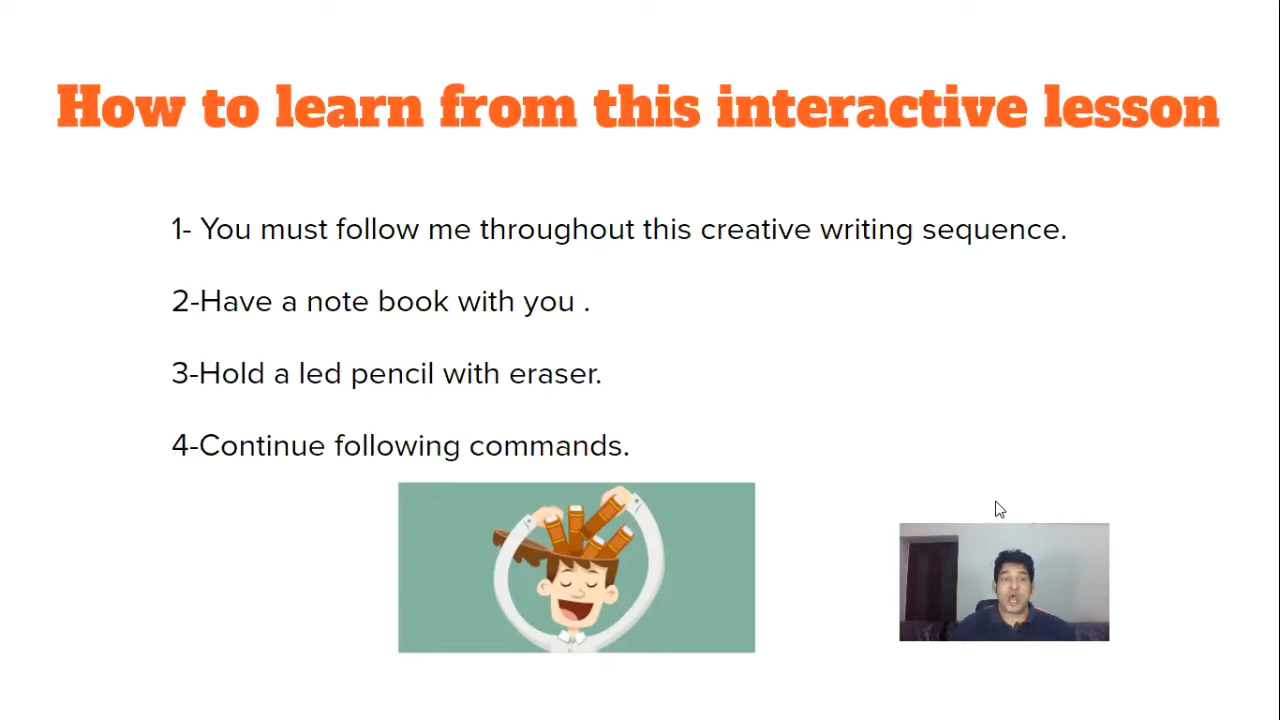 How to learn from this interactive lesson
1- You must follow me throughout this creative writing sequence.
2-Have a note book with you .
3-Hold a led pencil with eraser.
4-Continue following commands.